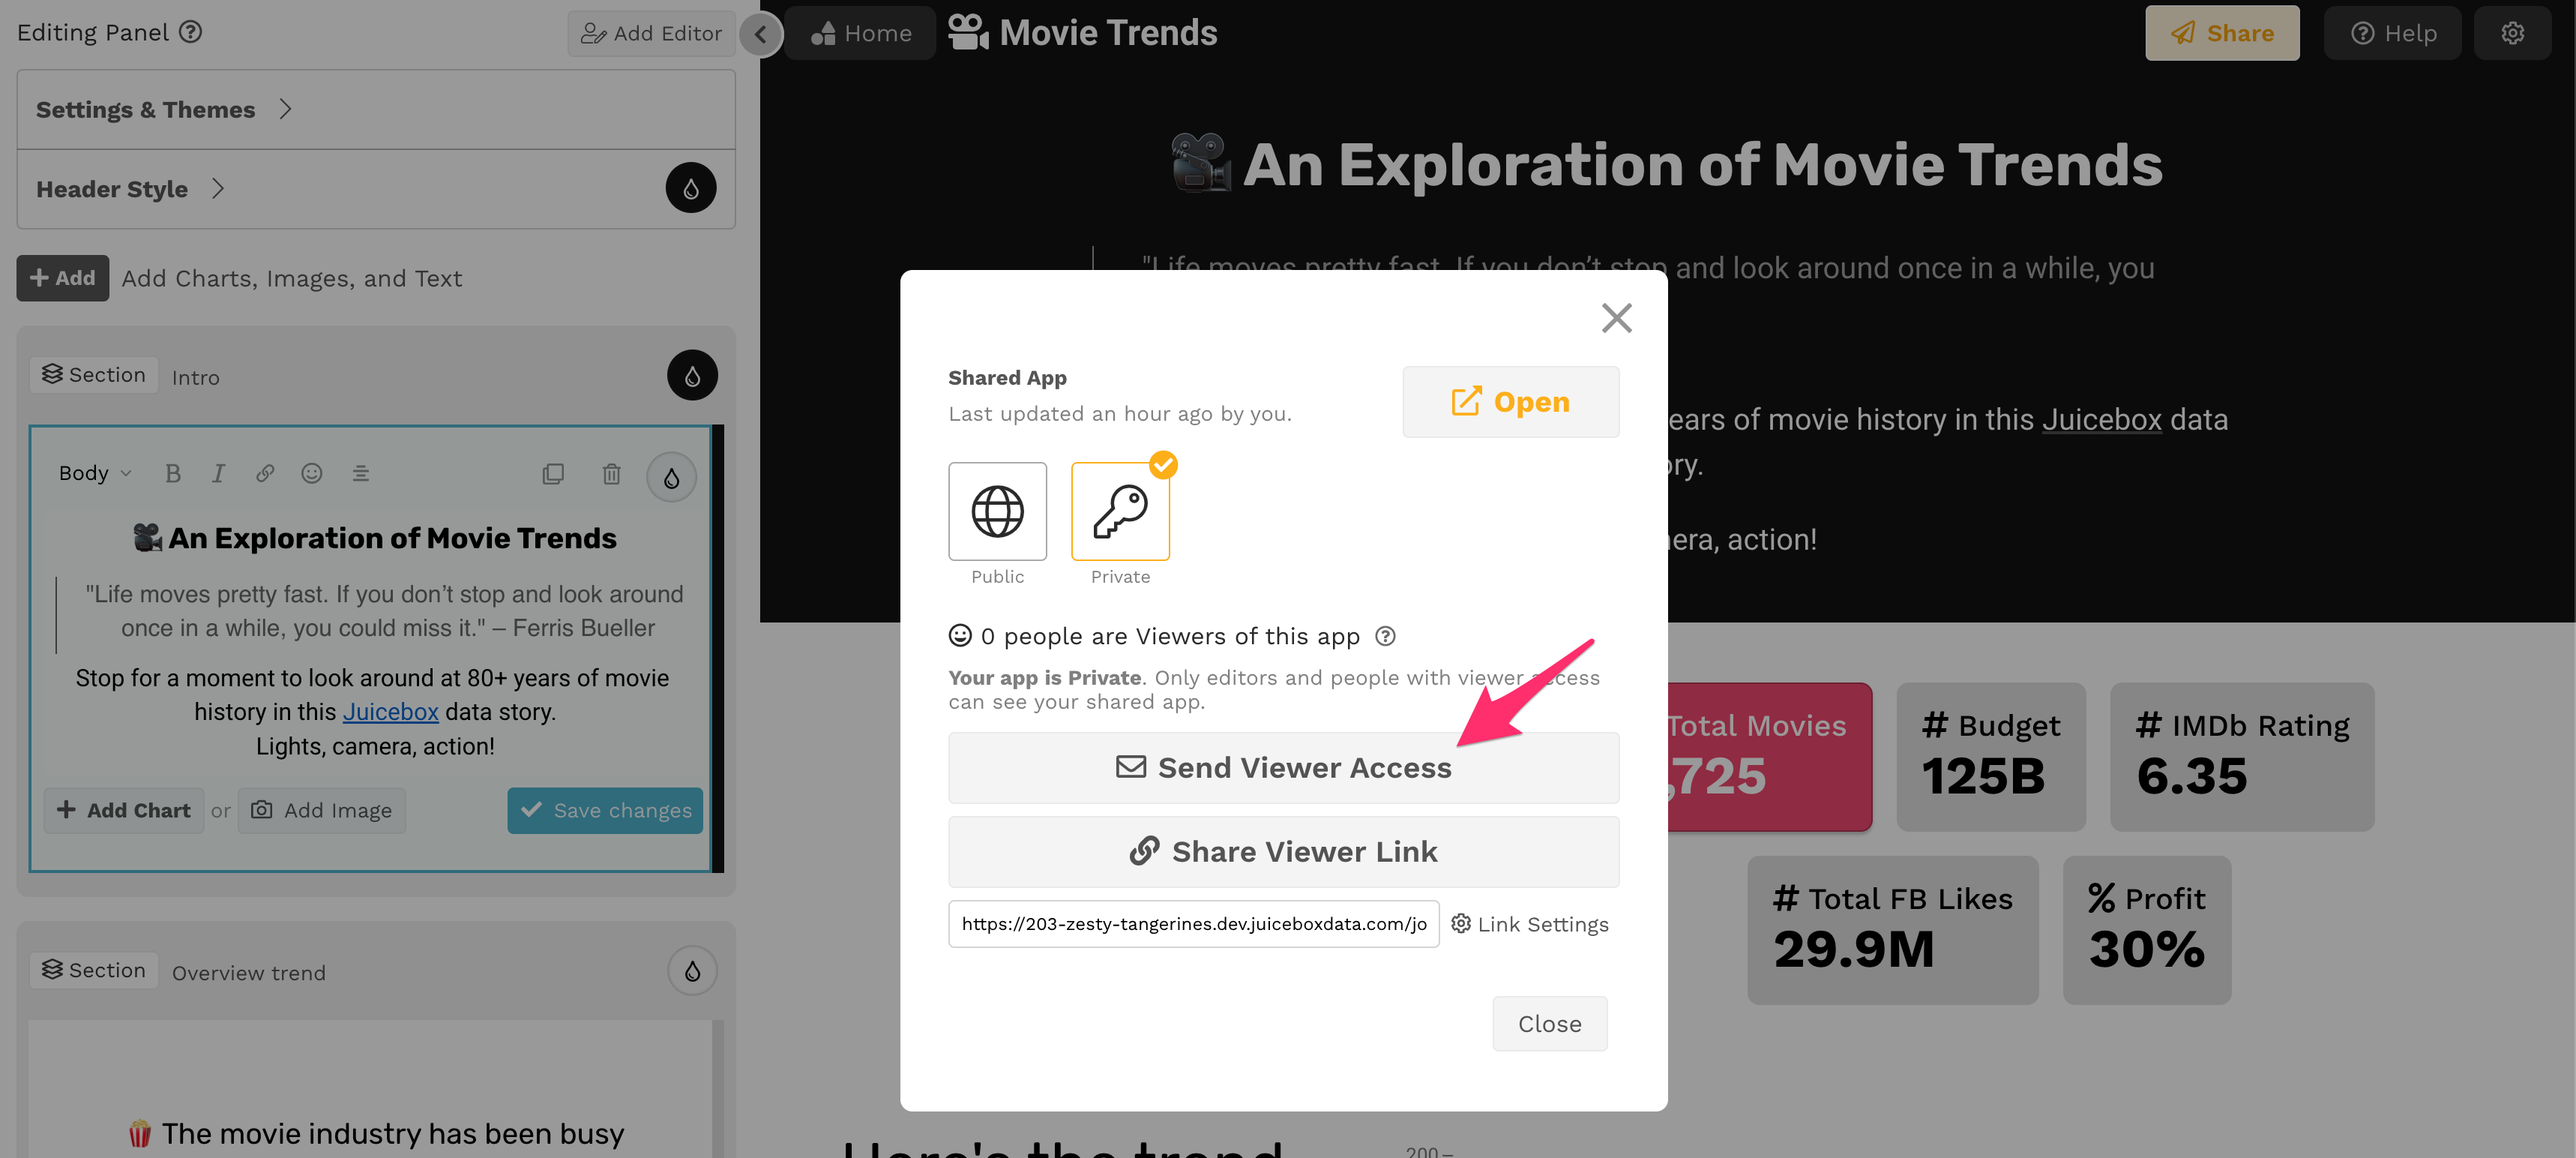 Editing Panel
Add Editor
Settings & Themes
Header Style
+ Add
Add Charts, Images, and Text
Section
Intro
Body
B
I
An Exploration of Movie Trends
"Life moves pretty fast. If you don’t stop and look around
once in a while, you could miss it." – Ferris Bueller
Stop for a moment to look around at 80+ years of movie
history in this Juicebox data story.
Lights, camera, action!
+ Add Chart
or
Add Image
Save changes
Section
Overview trend
The movie industry has been busy
Home
Movie Trends
Share
Help
An Exploration of Movie Trends
"Life moves pretty fast. If you don’t stop and look around once in a while, you
ears of movie history in this Juicebox data
ry.
era, action!
Shared App
Last updated an hour ago by you.
Open
Public
Private
0 people are Viewers of this app
Your app is Private. Only editors and people with viewer access
can see your shared app.
Send Viewer Access
Share Viewer Link
https://203-zesty-tangerines.dev.juiceboxdata.com/jo
Link Settings
Close
Total Movies
,725
# Budget
125B
# IMDb Rating
6.35
# Total FB Likes
29.9M
% Profit
30%
Here's the trend
200